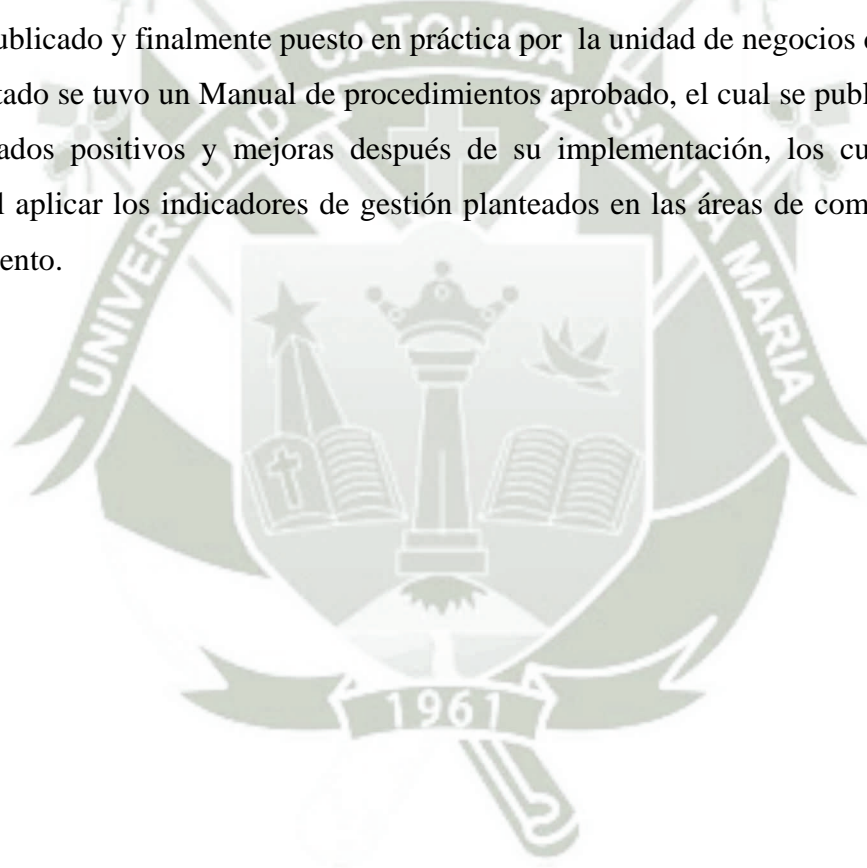 ublicado y finalmente puesto en práctica por la unidad de negocios
tado se tuvo un Manual de procedimientos aprobado, el cual se publ
ados positivos y mejoras después de su implementación, los cu
l aplicar los indicadores de gestión planteados en las áreas de com
ento.
UNIVERSIDAD CATOLICA SANTA MARIA
1961